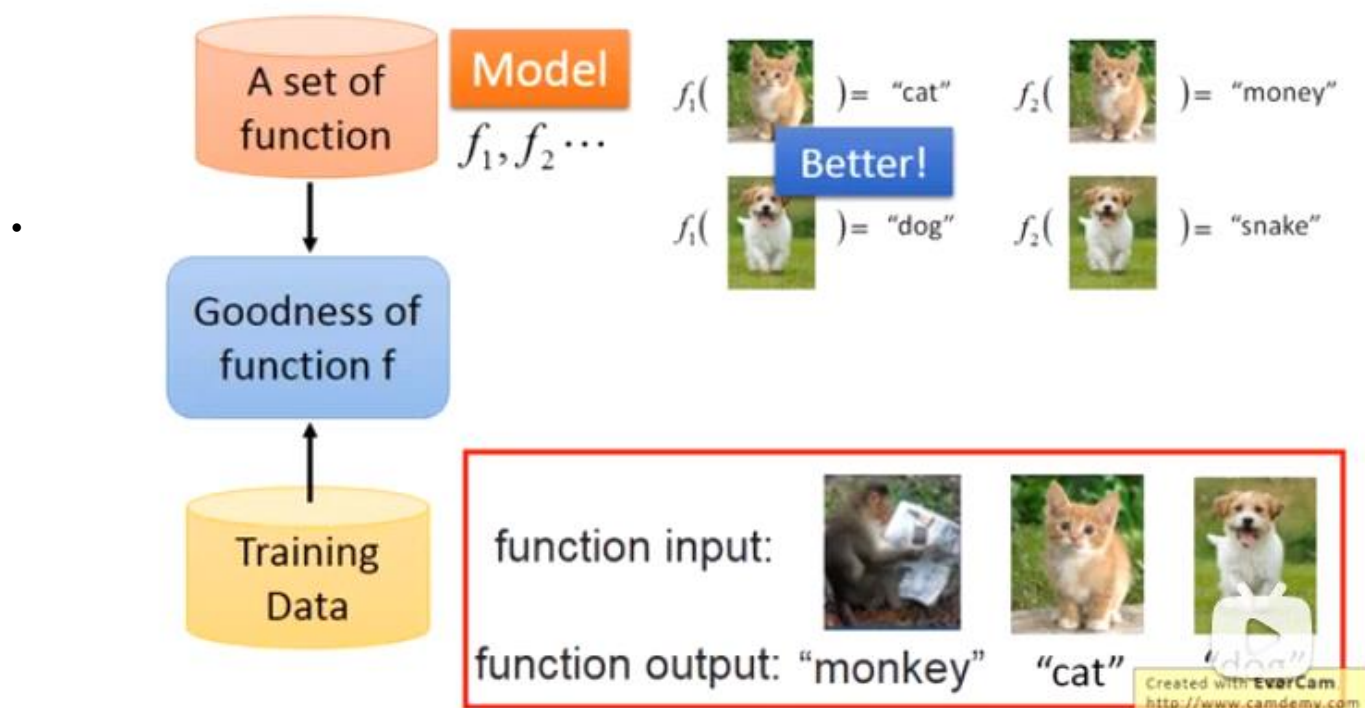 A set of
function
Model
f₁, f₂ ⋯
f₁( )= “cat”
f₂( )= “money”
Better!
f₁( )= “dog”
f₂( )= “snake”
Goodness of
function f
Training
Data
function input:
function output: “monkey” “cat” “dog”
Created with EverCam.
http://www.camdemy.com